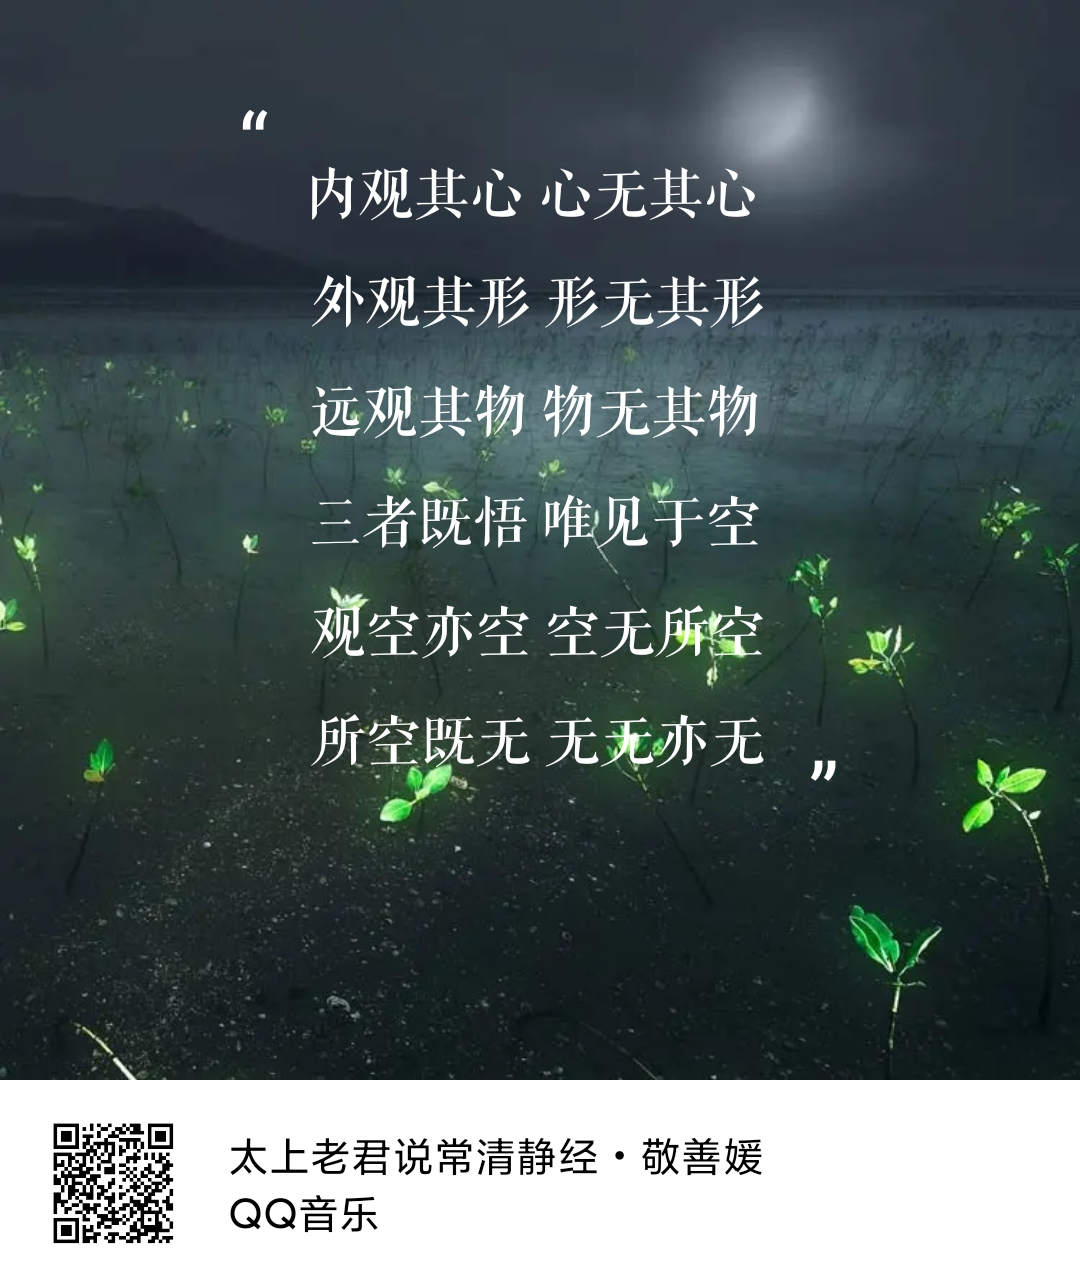 “
内观其心 心无其心
外观其形 形无其形
远观其物 物无其物
三者既悟 唯见于空
观空亦空 空无所空
所空既无 无无亦无
”
太上老君说常清静经·敬善媛
QQ音乐